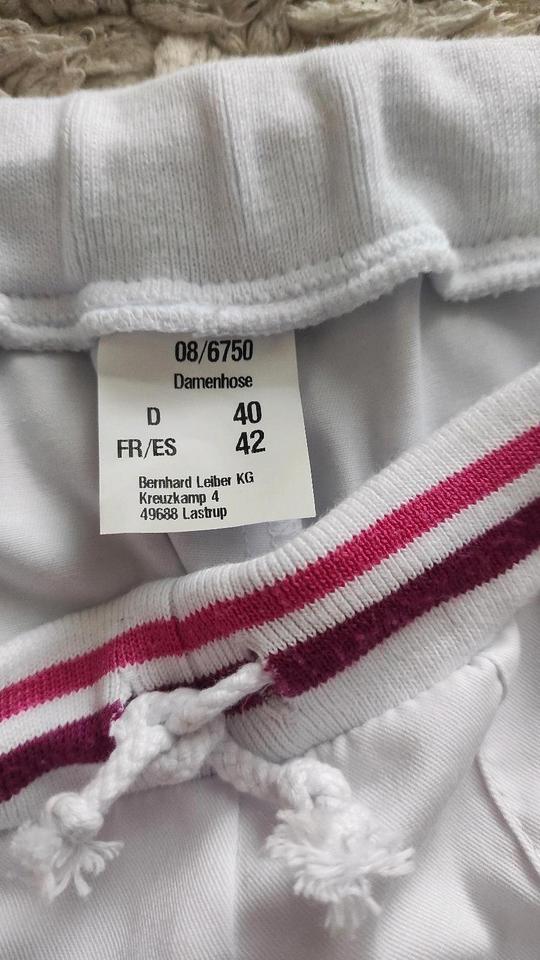 08/6750
Damenhose
D 40
FR/ES 42
Bernhard Leiber KG
Kreuzkamp 4
49688 Lastrup